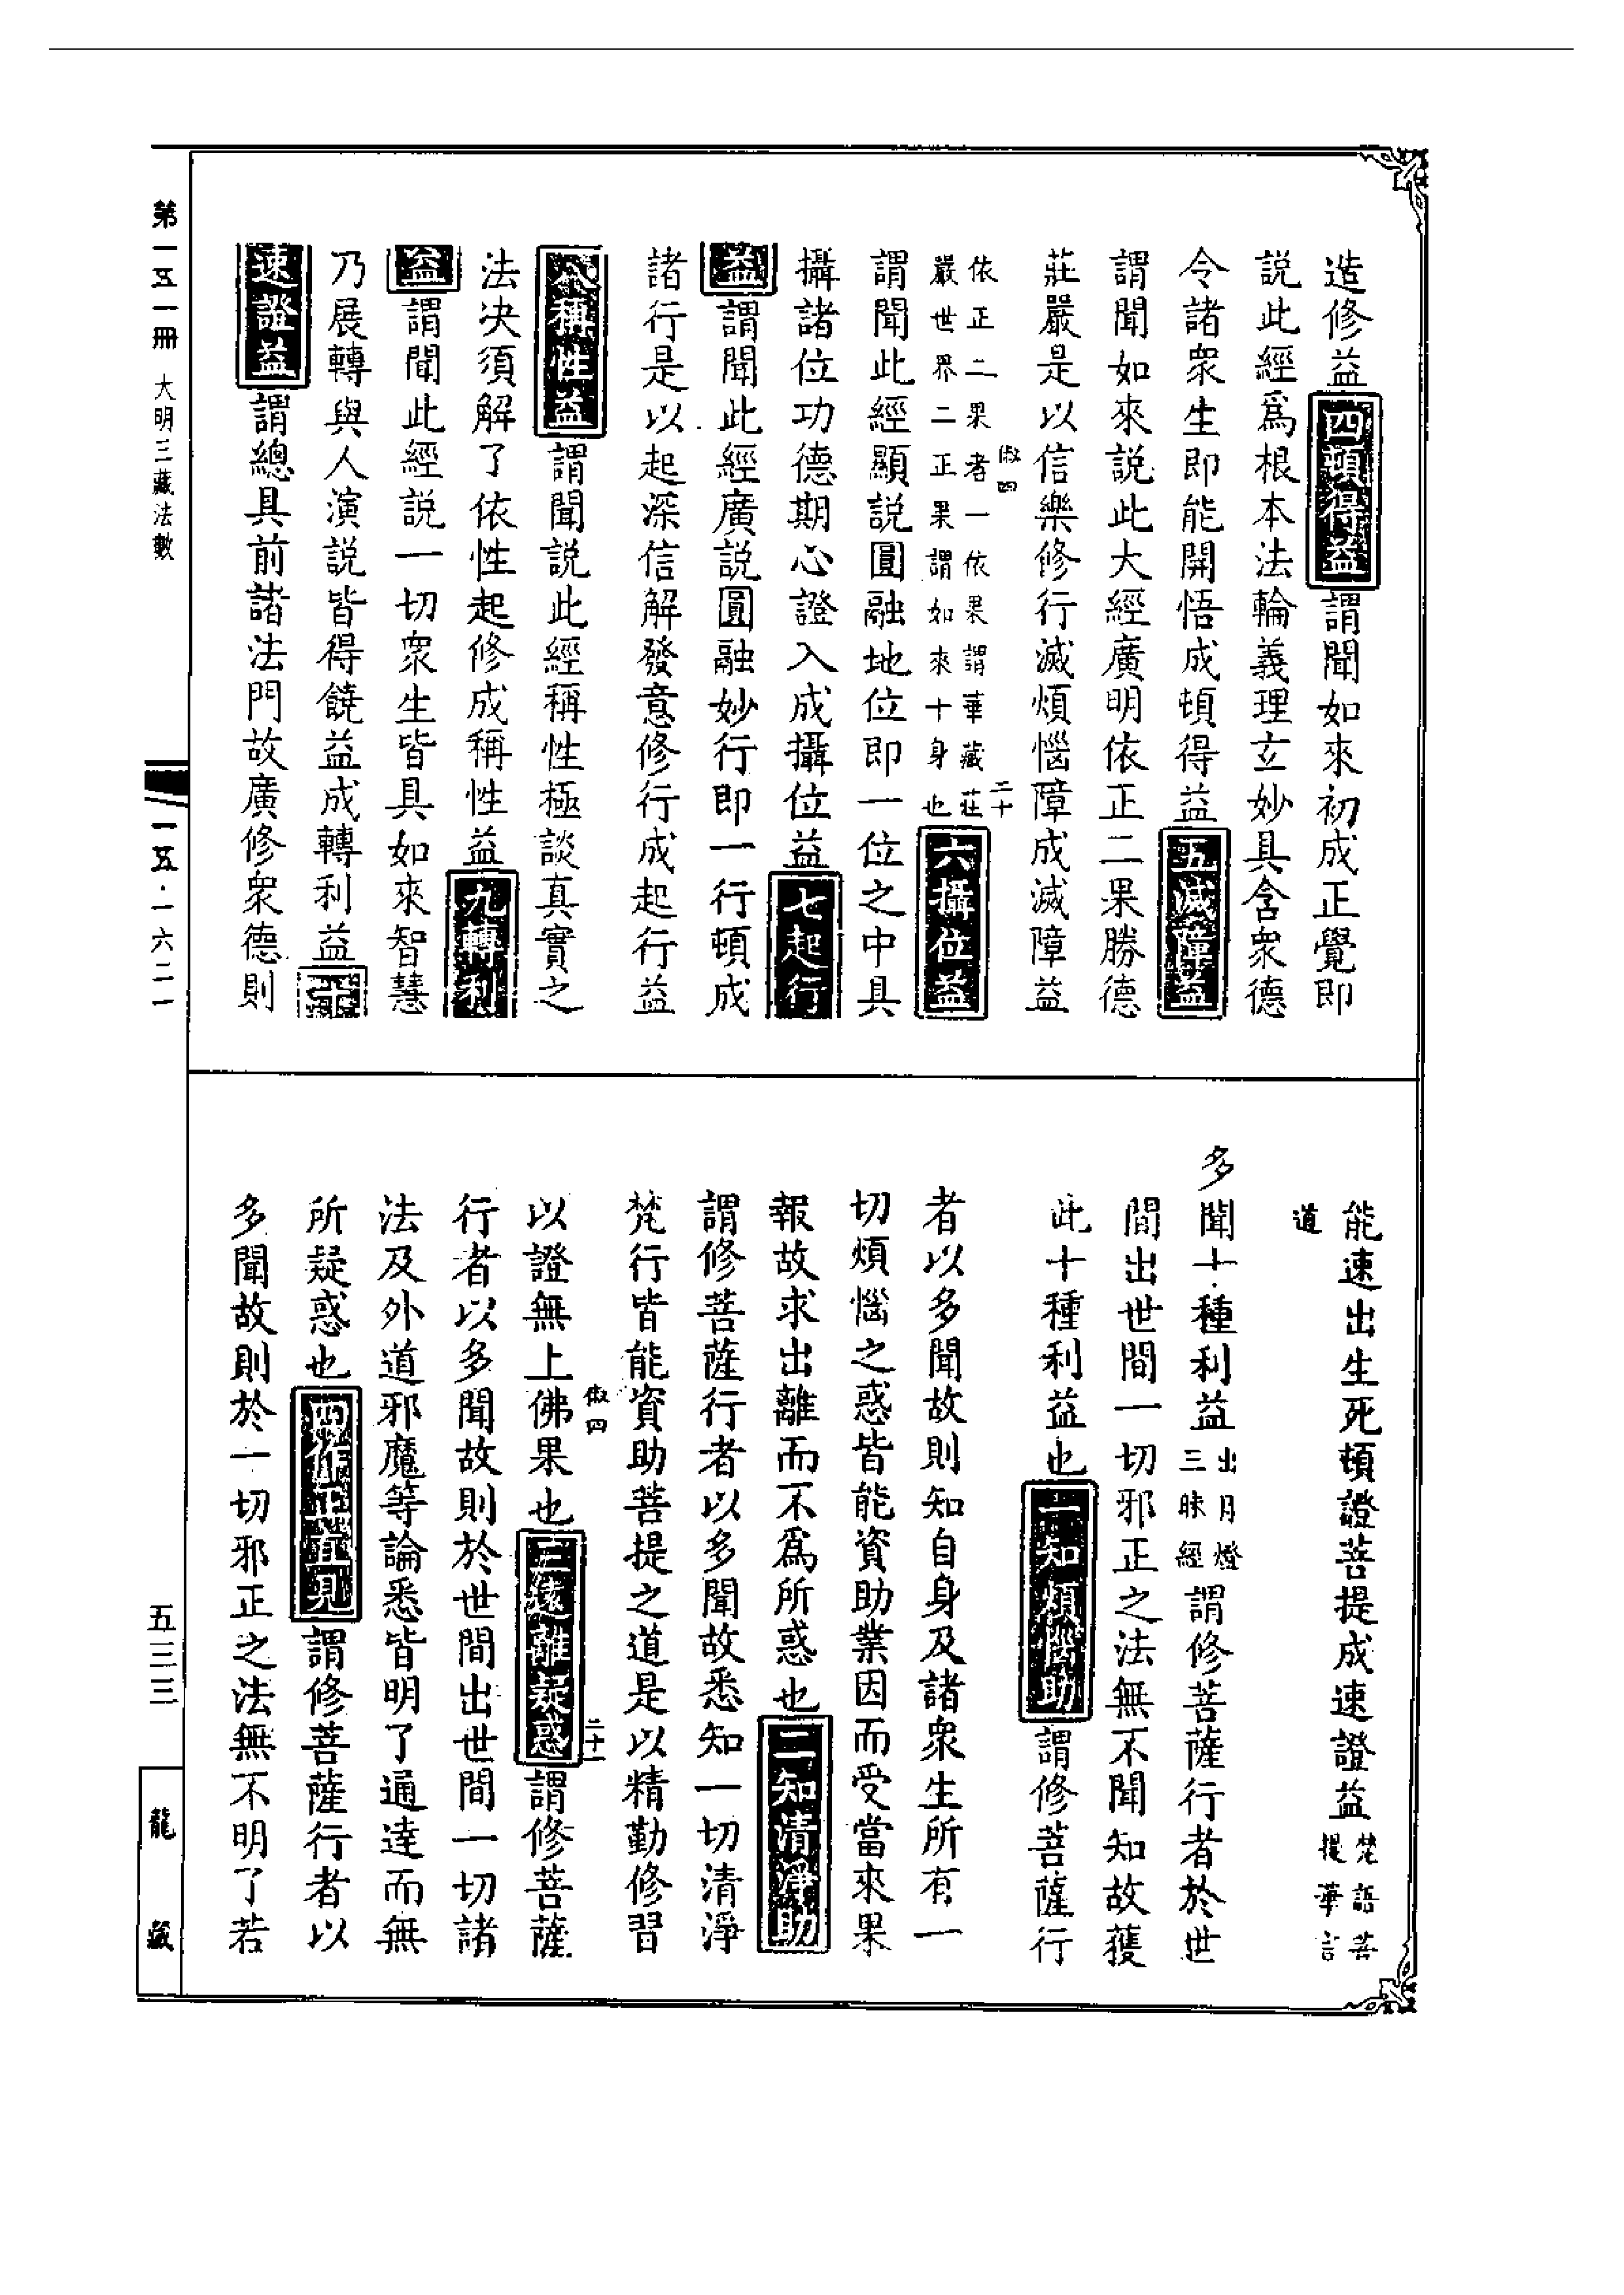 造修益四頓得益謂聞如來初成正覺即
説此經爲根本法輪義理立妙具含衆德
令諸衆生即能開悟成頓得益五滅障益
謂聞如來説此大經廣明依正二果勝德
莊嚴是以信樂修行滅煩惱障成滅障益
依正二果者一依果謂華藏莊
嚴世界二正果謂如來十身也
六攝位益
謂聞此經顯説圓融地位即一位之中具
攝諸位功德期心證入成攝位益七起行
益謂聞此經廣説圓融妙行即一行頓成
諸行是以起深信解發意修行成起行益
八稱性益謂聞説此經稱性極談真實之
法決須解了依性起修成稱性益九轉利
益謂聞此經説一切衆生皆具如來智慧
乃展轉與人演説皆得饒益成轉利益十
速證益謂總具前諸法門故廣修衆德則
能速出生死頓證菩提成速證益梵語菩
提華言
道
多聞十種利益出月燈
三昧經謂修菩薩行者於世
間出世間一切邪正之法無不聞知故獲
此十種利益也一知煩惱助謂修菩薩行
者以多聞故則知自身及諸衆生所有一
切煩惱之惑皆能資助業因而受當來果
報故求出離而不爲所惑也二知清淨助
謂修菩薩行者以多聞故悉知一切清淨
梵行皆能資助菩提之道是以精勤修習
以證無上佛果也三遠離疑惑謂修菩薩
行者以多聞故則於世間出世間一切諸
法及外道邪魔等論悉皆明了通達而無
所疑惑也四作正直見謂修菩薩行者以
多聞故則於一切邪正之法無不明了若
第一五一冊 大明三藏法數
一五·一六二一
五三三
龍藏